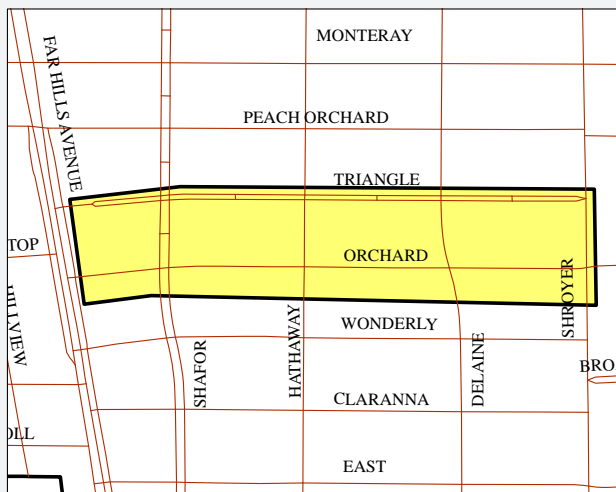 MONTERAY
FAR HILLS AVENUE
PEACH ORCHARD
TRIANGLE
TOP
ORCHARD
HILLVIEW
SHROYER
WONDERLY
HATHAWAY
SHAFOR
DELAINE
BRO
CLARANNA
OLL
EAST